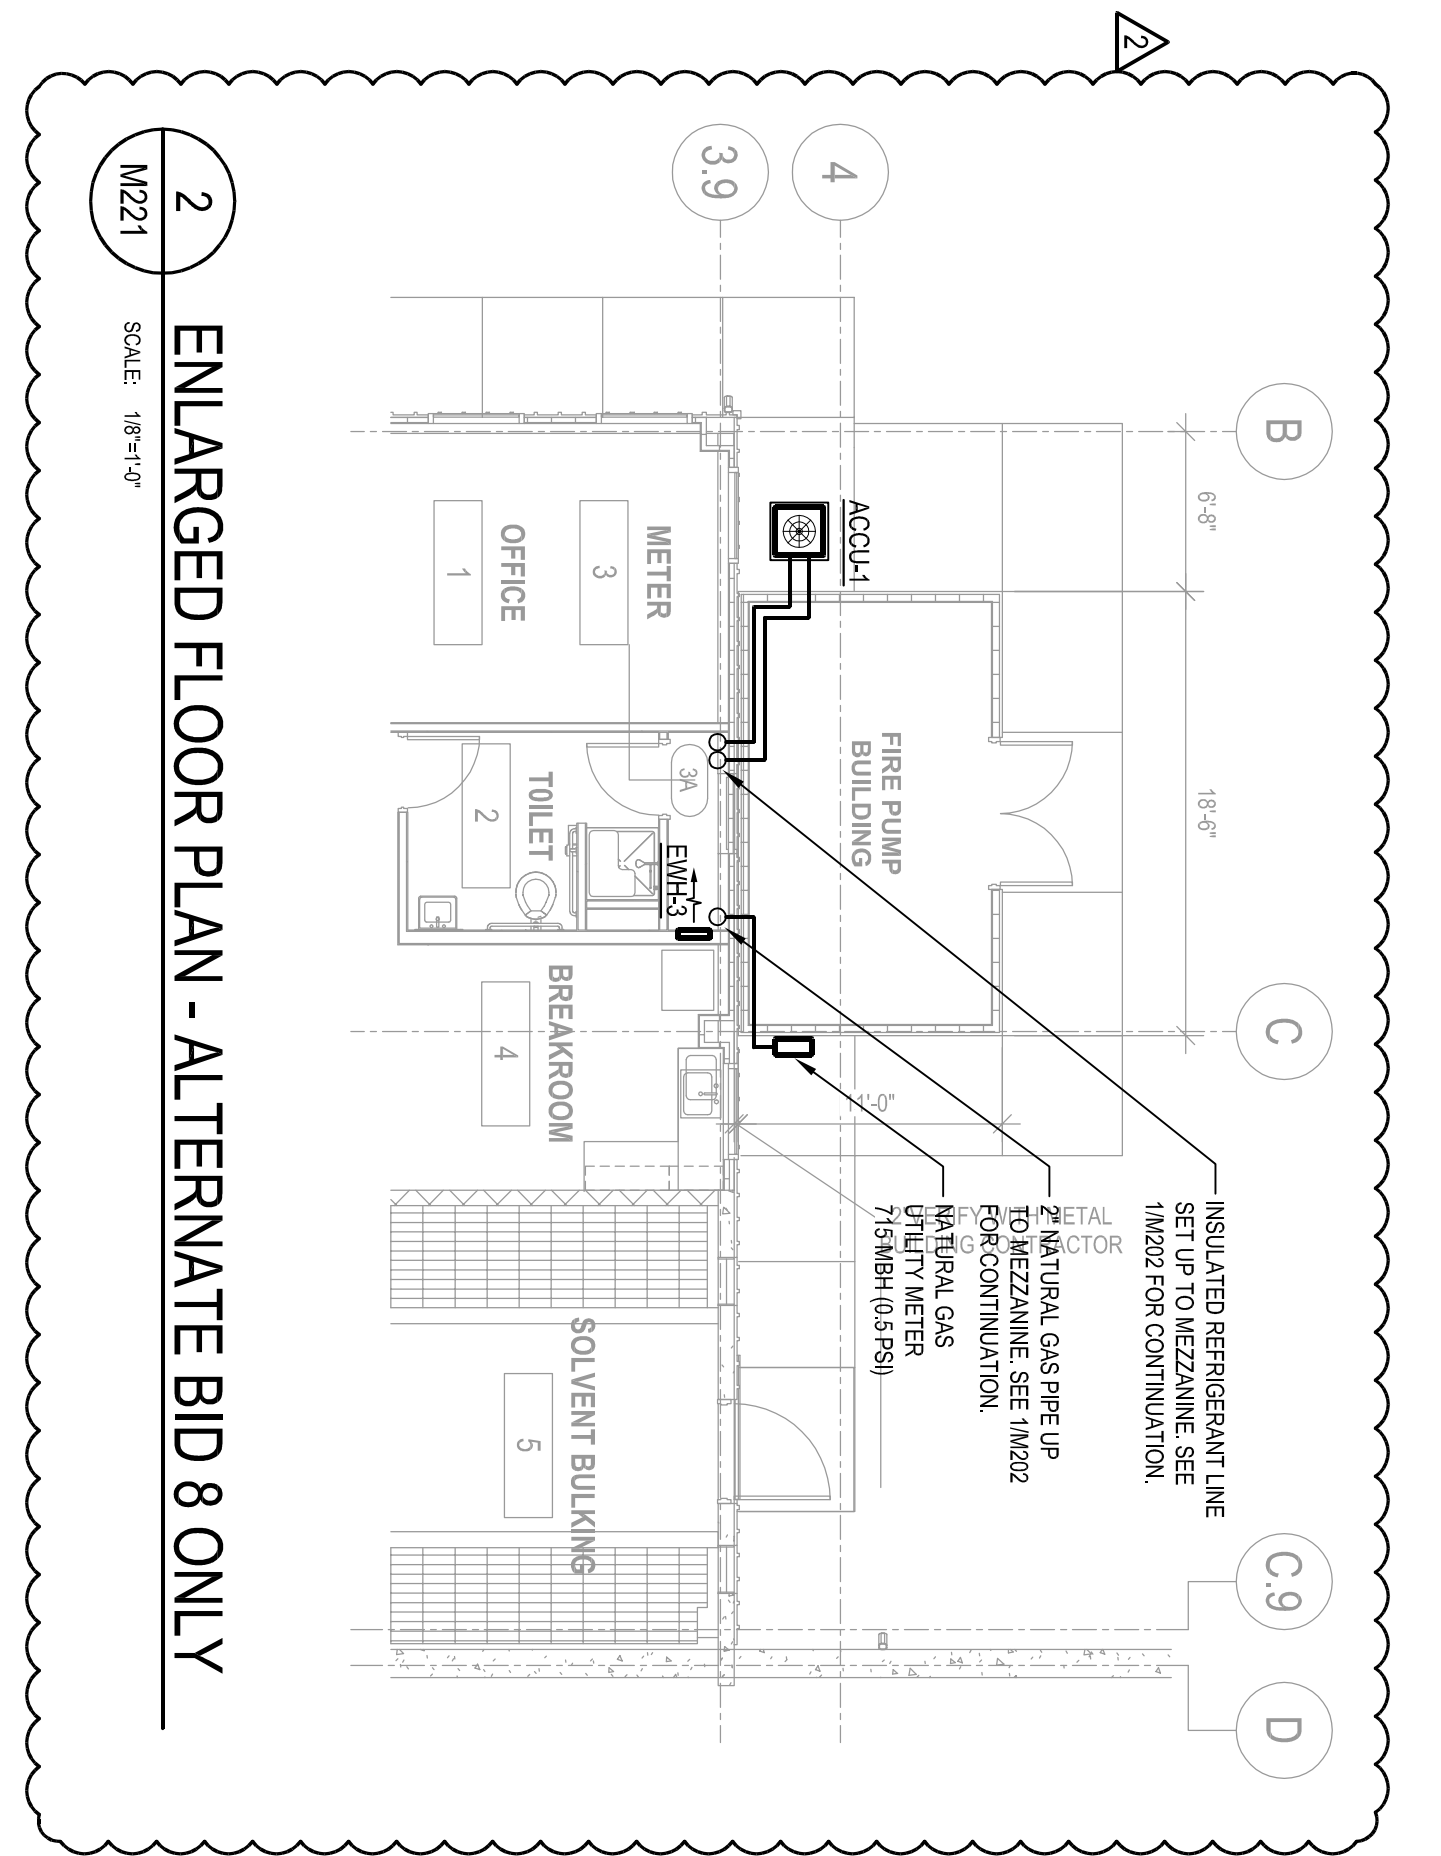 2
B
C
C.9
D
6'-8"
18'-6"
INSULATED REFRIGERANT LINE
SET UP TO MEZZANINE. SEE
1/M202 FOR CONTINUATION.
2" NATURAL GAS PIPE UP
TO MEZZANINE. SEE 1/M202
FOR CONTINUATION.
NATURAL GAS
UTILITY METER
715 MBH (0.5 PSI)
2" VERIFY WITH METAL
BUILDING CONTRACTOR
11'-0"
4
3.9
ACCU-1
FIRE PUMP
BUILDING
METER
3
3A
EWH-3
OFFICE
1
TOILET
2
BREAKROOM
4
SOLVENT BULKING
5
2
M221
ENLARGED FLOOR PLAN - ALTERNATE BID 8 ONLY
SCALE: 1/8"=1'-0"